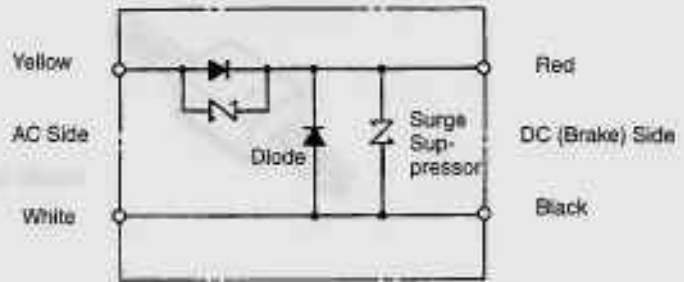 Yellow
Red
AC Side
Diode
Surge
Sup-
pressor
DC (Brake) Side
White
Black